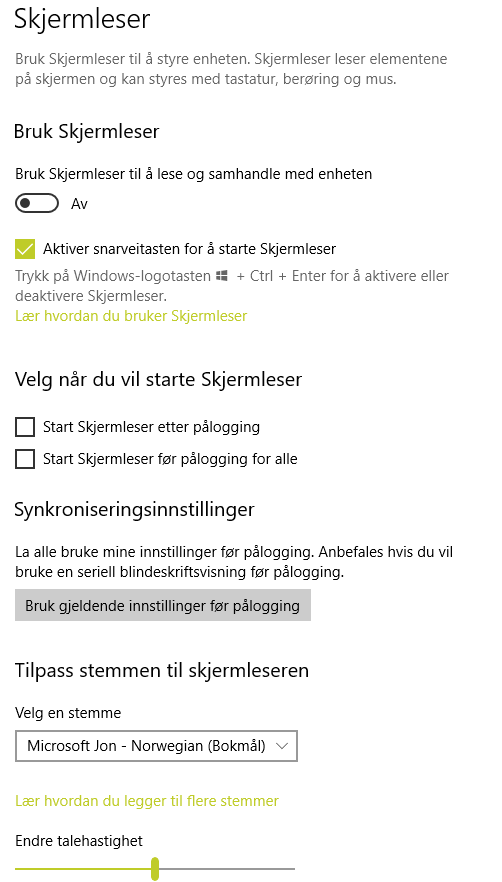 Skjermleser
Bruk Skjermleser til å styre enheten. Skjermleser leser elementene
på skjermen og kan styres med tastatur, berøring og mus.
Bruk Skjermleser
Bruk Skjermleser til å lese og samhandle med enheten
Av
Aktiver snarveitasten for å starte Skjermleser
Trykk på Windows-logotasten + Ctrl + Enter for å aktivere eller
deaktivere Skjermleser.
Lær hvordan du bruker Skjermleser
Velg når du vil starte Skjermleser
Start Skjermleser etter pålogging
Start Skjermleser før pålogging for alle
Synkroniseringsinnstillinger
La alle bruke mine innstillinger før pålogging. Anbefales hvis du vil
bruke en seriell blindeskriftsvisning før pålogging.
Bruk gjeldende innstillinger før pålogging
Tilpass stemmen til skjermleseren
Velg en stemme
Microsoft Jon - Norwegian (Bokmål)
Lær hvordan du legger til flere stemmer
Endre talehastighet